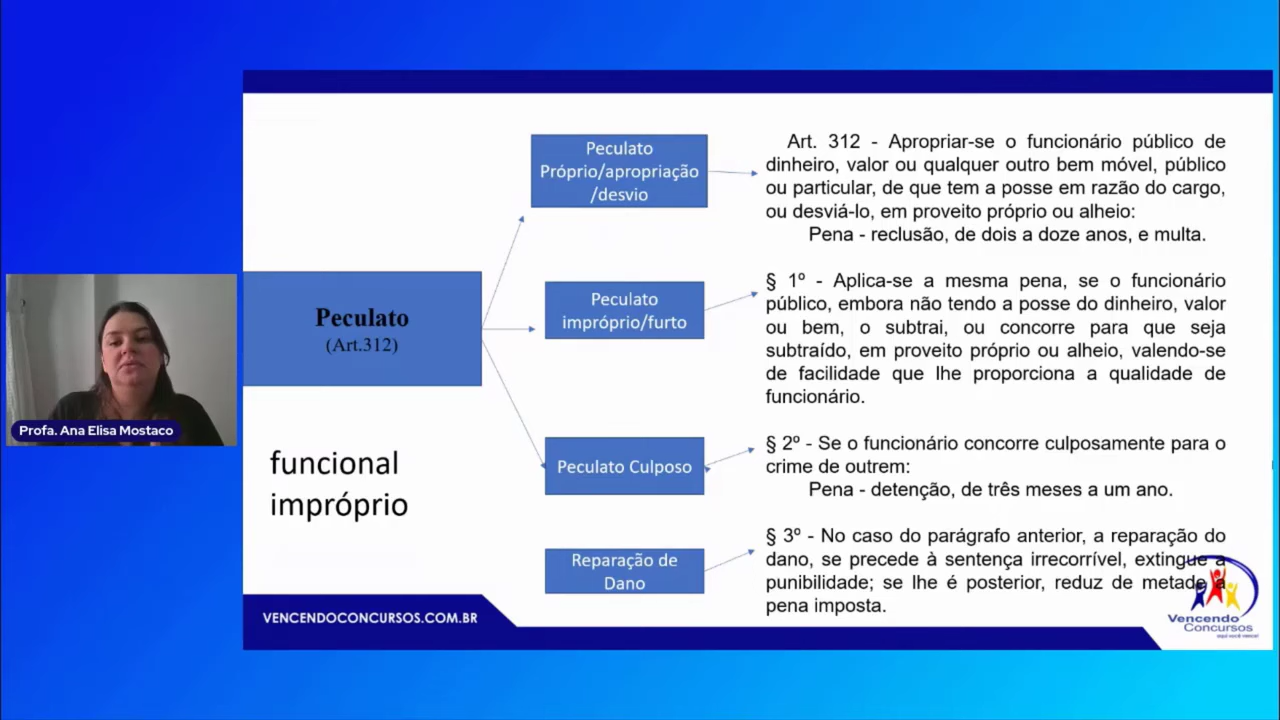 Peculato
Próprio/apropriação
/desvio
Art. 312 - Apropriar-se o funcionário público de
dinheiro, valor ou qualquer outro bem móvel, público
ou particular, de que tem a posse em razão do cargo,
ou desviá-lo, em proveito próprio ou alheio:
Pena - reclusão, de dois a doze anos, e multa.
Peculato
(Art.312)
Peculato
impróprio/furto
§ 1º - Aplica-se a mesma pena, se o funcionário
público, embora não tendo a posse do dinheiro, valor
ou bem, o subtrai, ou concorre para que seja
subtraído, em proveito próprio ou alheio, valendo-se
de facilidade que lhe proporciona a qualidade de
funcionário.
Profa. Ana Elisa Mostaco
funcional
impróprio
Peculato Culposo
§ 2º - Se o funcionário concorre culposamente para o
crime de outrem:
Pena - detenção, de três meses a um ano.
Reparação de
Dano
§ 3º - No caso do parágrafo anterior, a reparação do
dano, se precede à sentença irrecorrível, extingue a
punibilidade; se lhe é posterior, reduz de metade a
pena imposta.
VENCENDOCONCURSOS.COM.BR
Vencendo
Concursos
aqui você vence!